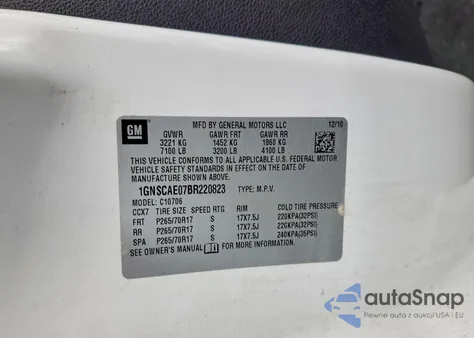 GM
MFD BY GENERAL MOTORS LLC 12/10
GVWR GAWR FRT GAWR RR
3221 KG 1452 KG 1860 KG
7100 LB 3200 LB 4100 LB
THIS VEHICLE CONFORMS TO ALL APPLICABLE U.S. FEDERAL MOTOR
VEHICLE SAFETY STANDARDS IN EFFECT ON THE DATE OF
MANUFACTURE SHOWN ABOVE.
1GNSCAE07BR220823 TYPE: M.P.V.
MODEL: C10706
CCX7 TIRE SIZE SPEED RTG RIM COLD TIRE PRESSURE
FRT P265/70R17 S 17X7.5J 220KPA(32PSI)
RR P265/70R17 S 17X7.5J 220KPA(32PSI)
SPA P265/70R17 S 17X7.5J 240KPA(35PSI)
SEE OWNER'S MANUAL FOR ADDITIONAL INFORMATION.
autoSnap
Pewne auta z aukcji USA i EU